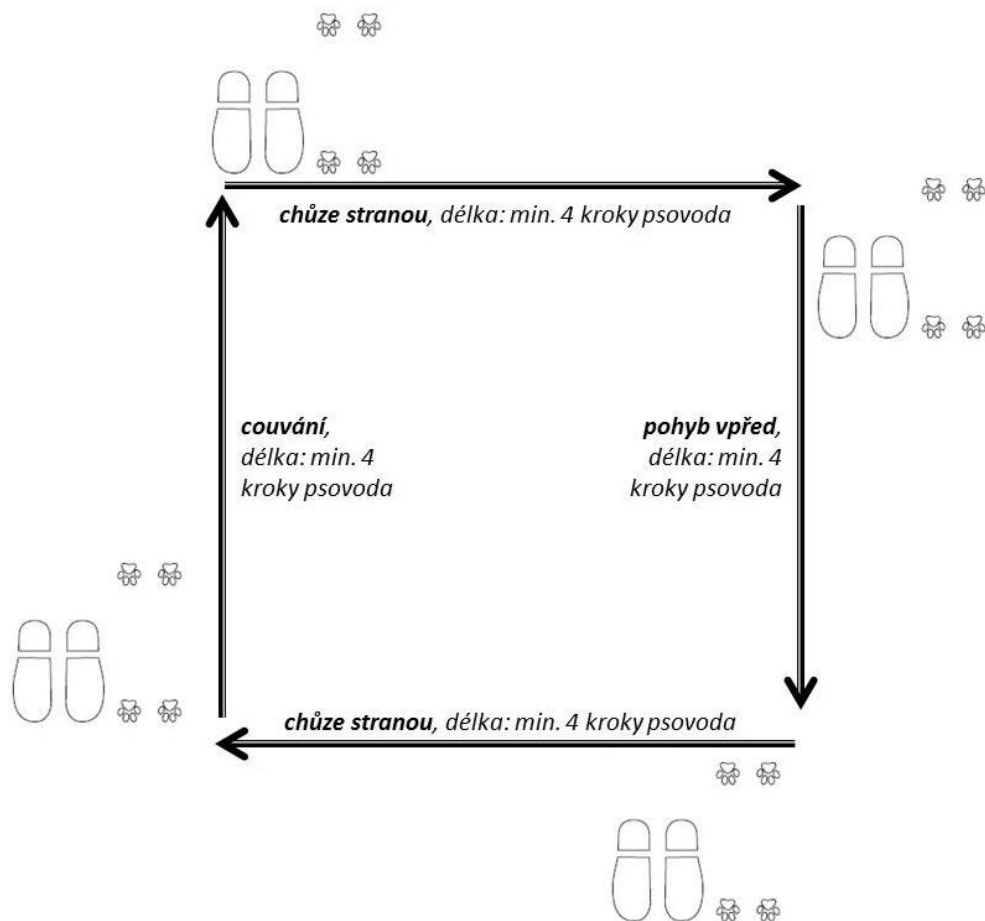 chůze stranou, délka: min. 4 kroky psovoda
couvání,
délka: min. 4
kroky psovoda
pohyb vpřed,
délka: min. 4
kroky psovoda
chůze stranou, délka: min. 4 kroky psovoda